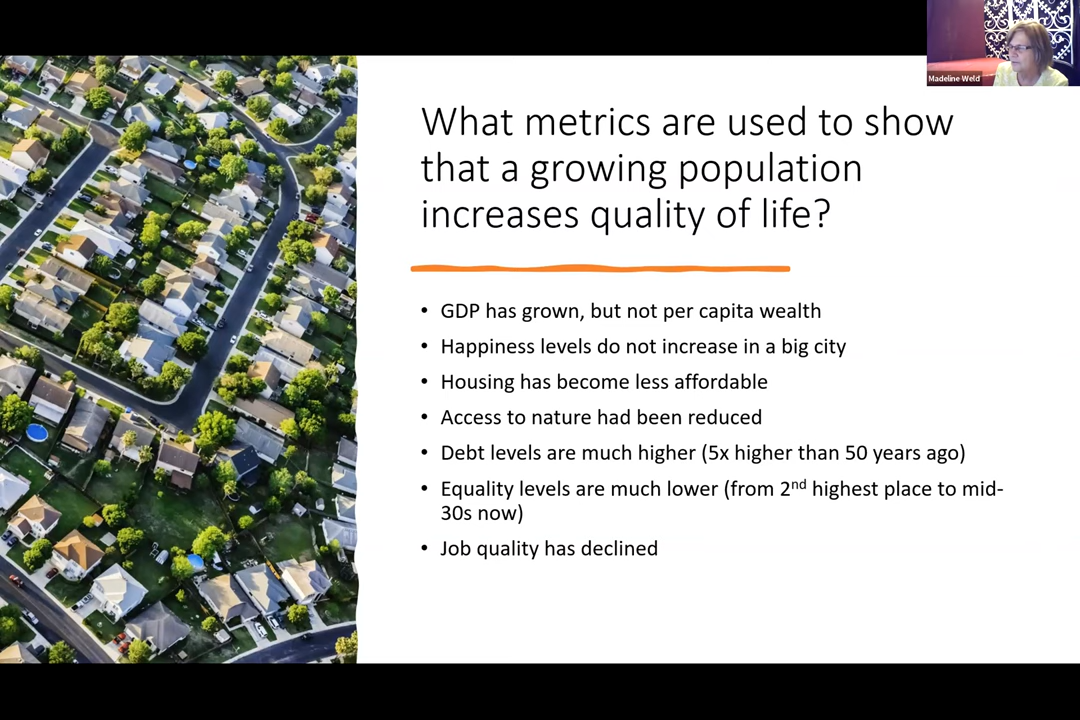 Madeline Weld
What metrics are used to show
that a growing population
increases quality of life?
• GDP has grown, but not per capita wealth
• Happiness levels do not increase in a big city
• Housing has become less affordable
• Access to nature had been reduced
• Debt levels are much higher (5x higher than 50 years ago)
• Equality levels are much lower (from 2nd highest place to mid-
30s now)
• Job quality has declined